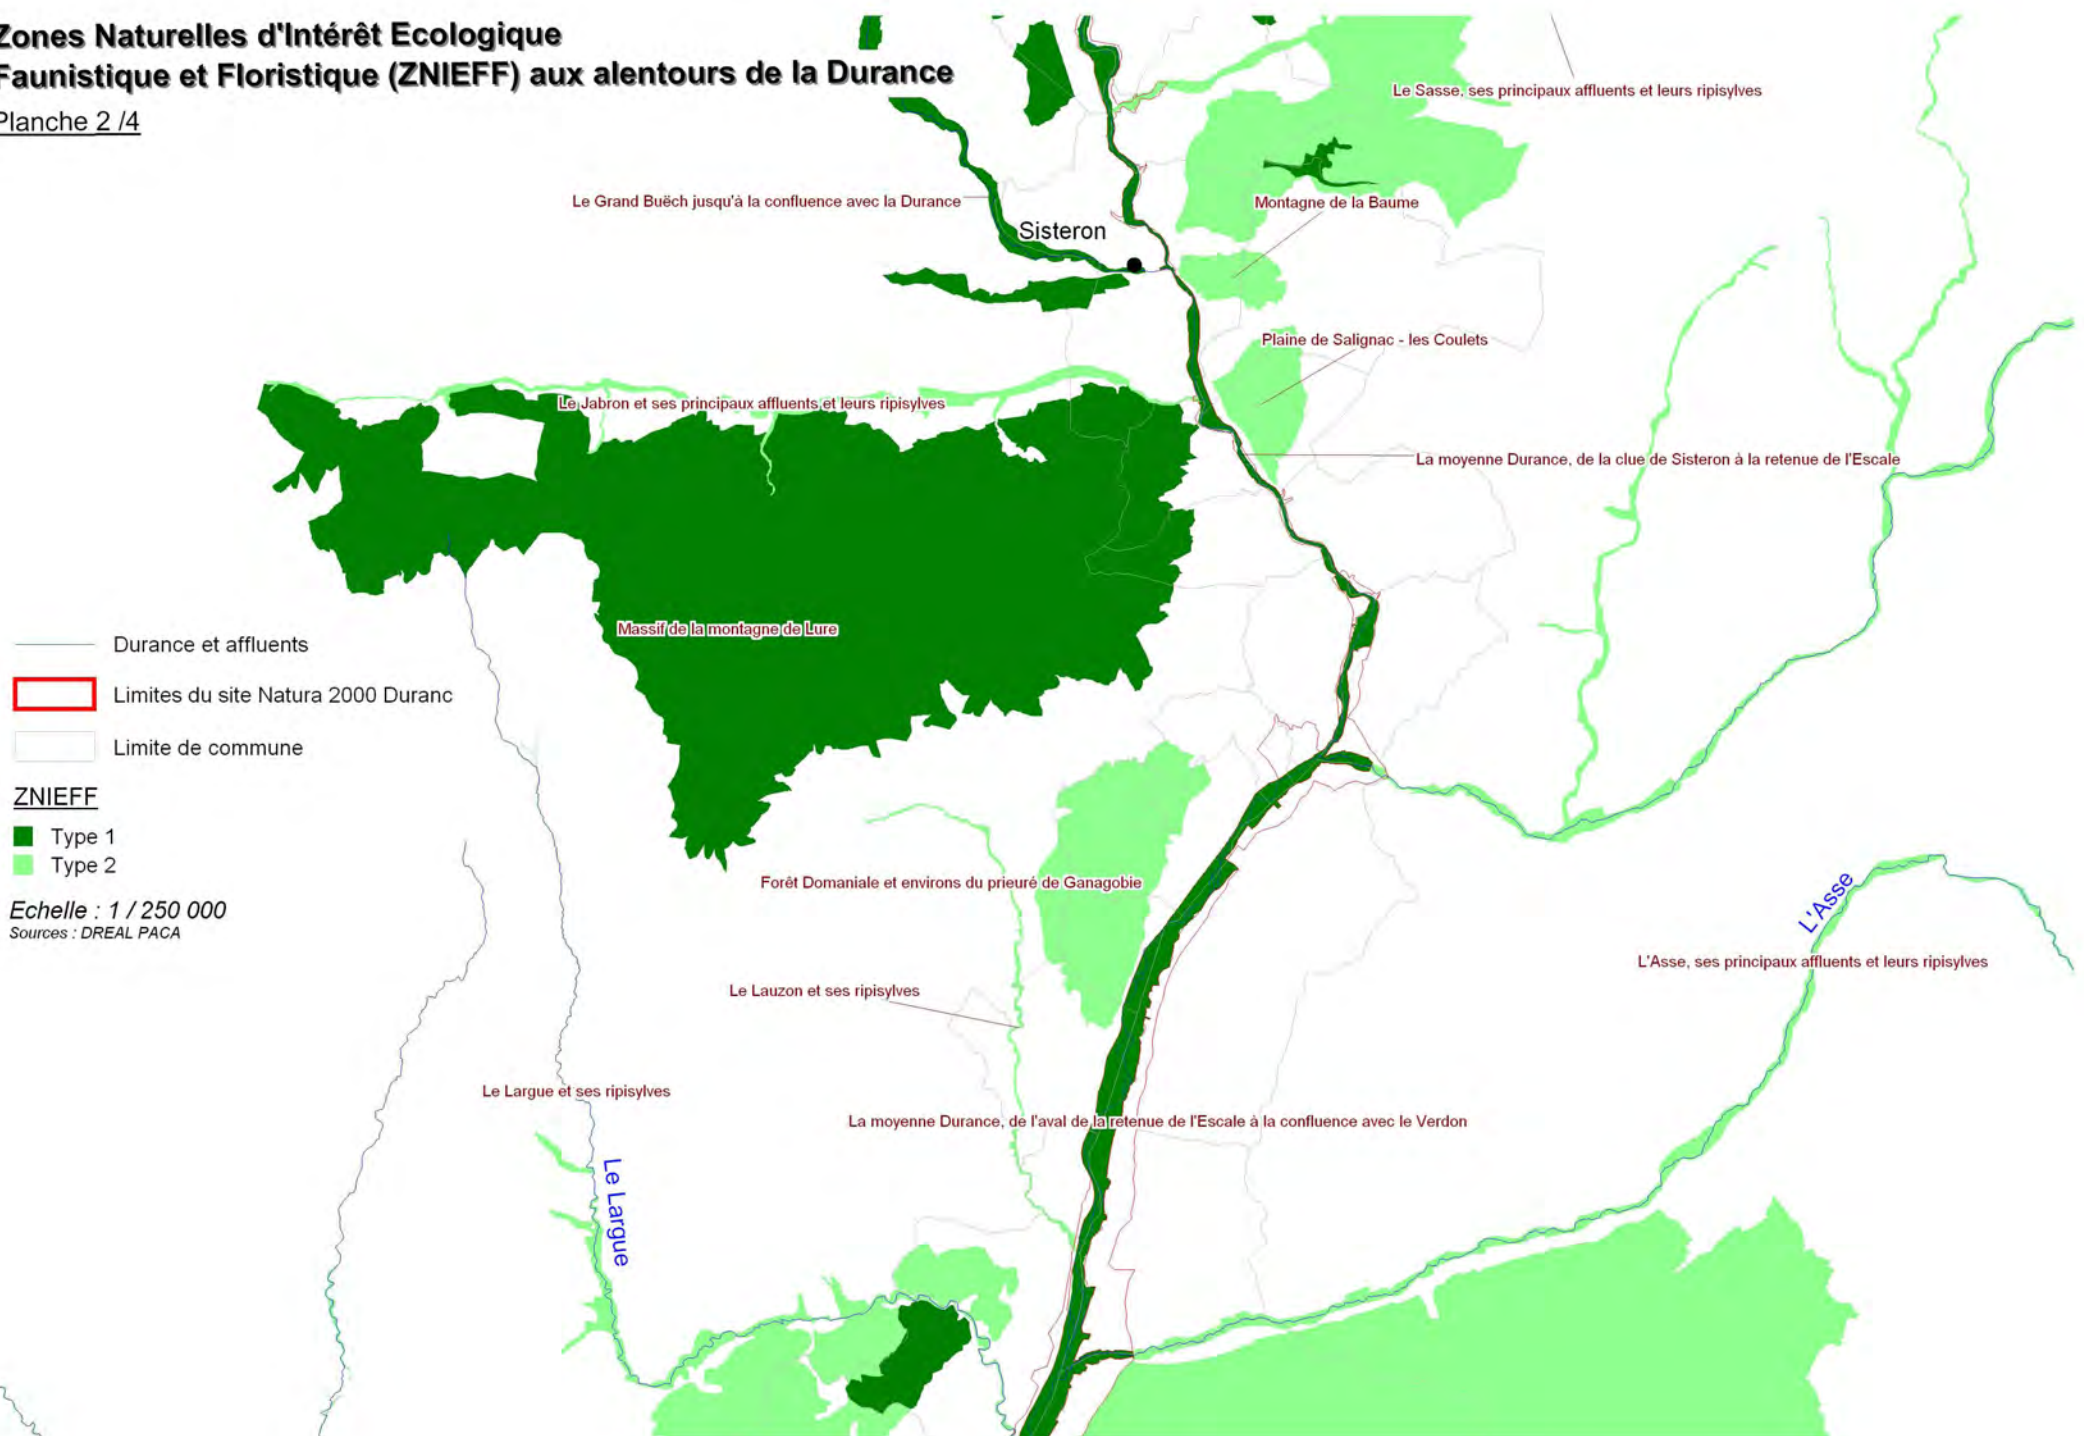 Zones Naturelles d'Intérêt Ecologique
Faunistique et Floristique (ZNIEFF) aux alentours de la Durance
Planche 2 /4
Le Sasse, ses principaux affluents et leurs ripisylves
Le Grand Buëch jusqu'à la confluence avec la Durance
Montagne de la Baume
Sisteron
Plaine de Salignac - les Coulets
Le Jabron et ses principaux affluents et leurs ripisylves
La moyenne Durance, de la clue de Sisteron à la retenue de l'Escale
Massif de la montagne de Lure
Durance et affluents
Limites du site Natura 2000 Duranc
Limite de commune
ZNIEFF
Type 1
Type 2
Echelle : 1 / 250 000
Sources : DREAL PACA
Forêt Domaniale et environs du prieuré de Ganagobie
L'Asse
L'Asse, ses principaux affluents et leurs ripisylves
Le Lauzon et ses ripisylves
Le Largue et ses ripisylves
La moyenne Durance, de l'aval de la retenue de l'Escale à la confluence avec le Verdon
Le Largue